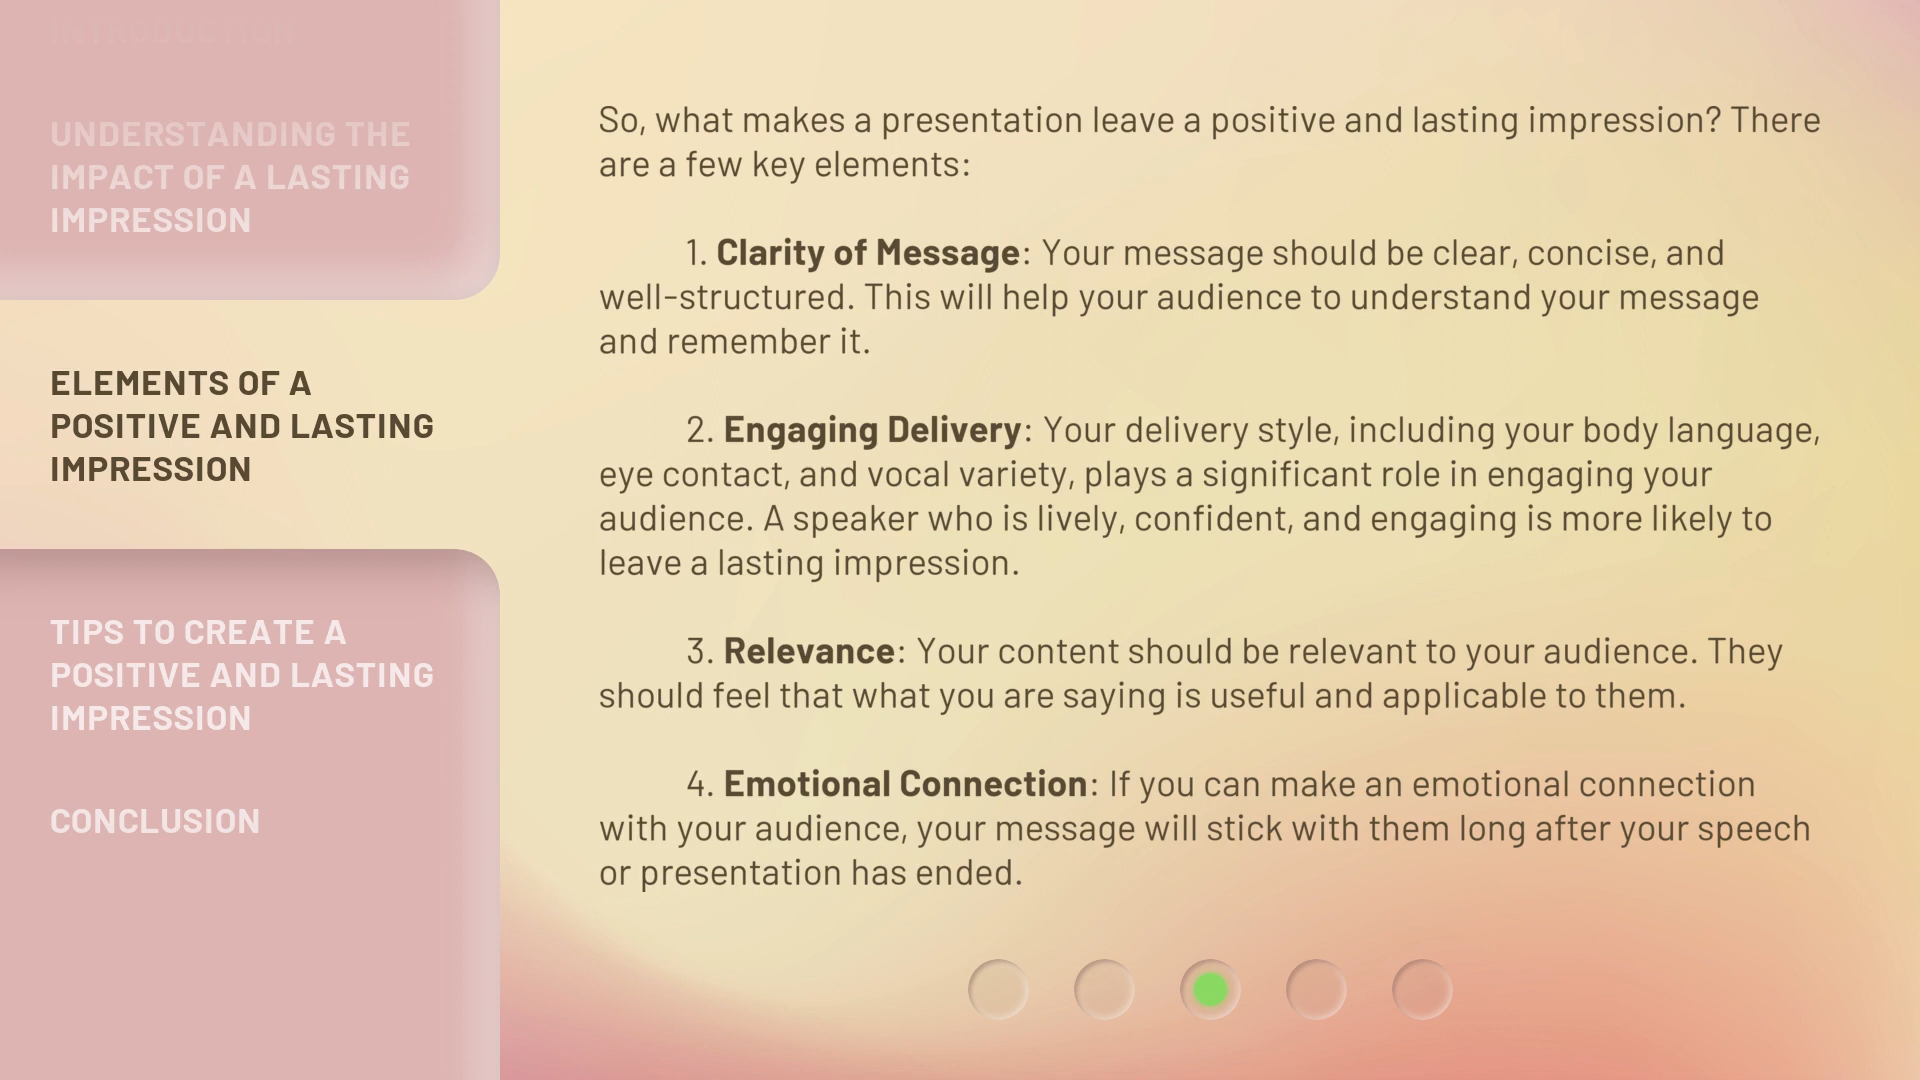 INTRODUCTION
UNDERSTANDING THE
IMPACT OF A LASTING
IMPRESSION
ELEMENTS OF A
POSITIVE AND LASTING
IMPRESSION
TIPS TO CREATE A
POSITIVE AND LASTING
IMPRESSION
CONCLUSION
So, what makes a presentation leave a positive and lasting impression? There
are a few key elements:
1. Clarity of Message: Your message should be clear, concise, and
well-structured. This will help your audience to understand your message
and remember it.
2. Engaging Delivery: Your delivery style, including your body language,
eye contact, and vocal variety, plays a significant role in engaging your
audience. A speaker who is lively, confident, and engaging is more likely to
leave a lasting impression.
3. Relevance: Your content should be relevant to your audience. They
should feel that what you are saying is useful and applicable to them.
4. Emotional Connection: If you can make an emotional connection
with your audience, your message will stick with them long after your speech
or presentation has ended.